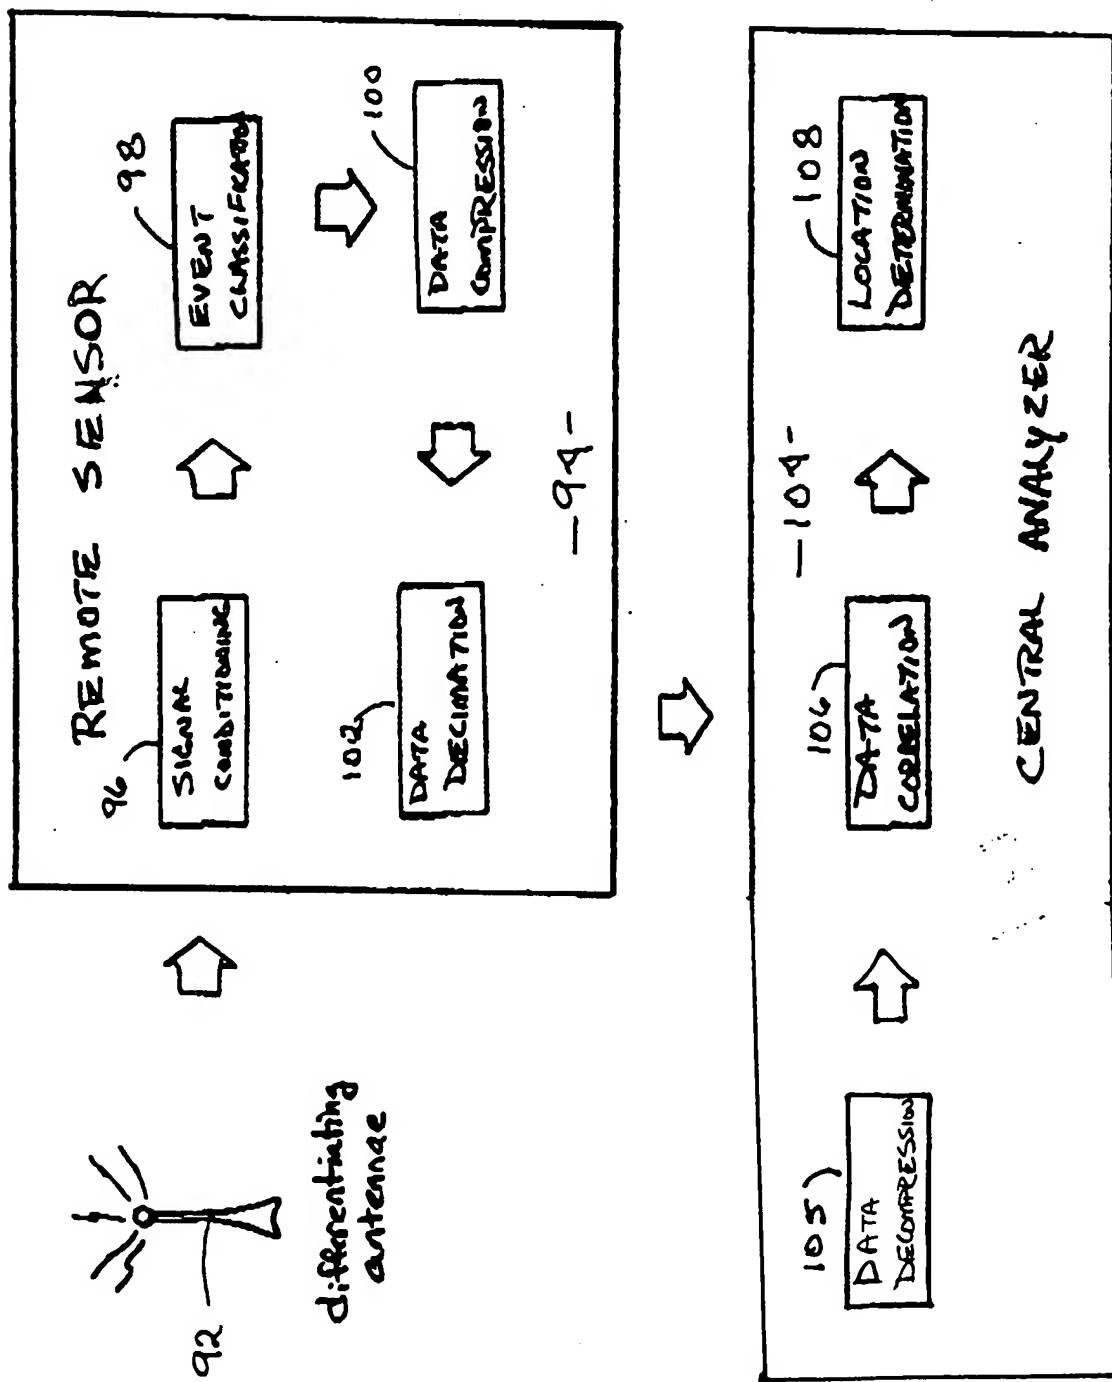 REMOTE SENSOR
96
SIGNAL
CONDITIONING
98
EVENT
CLASSIFICATION
100
DATA
COMPRESSION
102
DATA
DECIMATION
-94-
92
differentiating
antennae
105
DATA
DECOMPRESSION
106
DATA
CORRELATION
108
LOCATION
DETERMINATION
-104-
CENTRAL ANALYZER